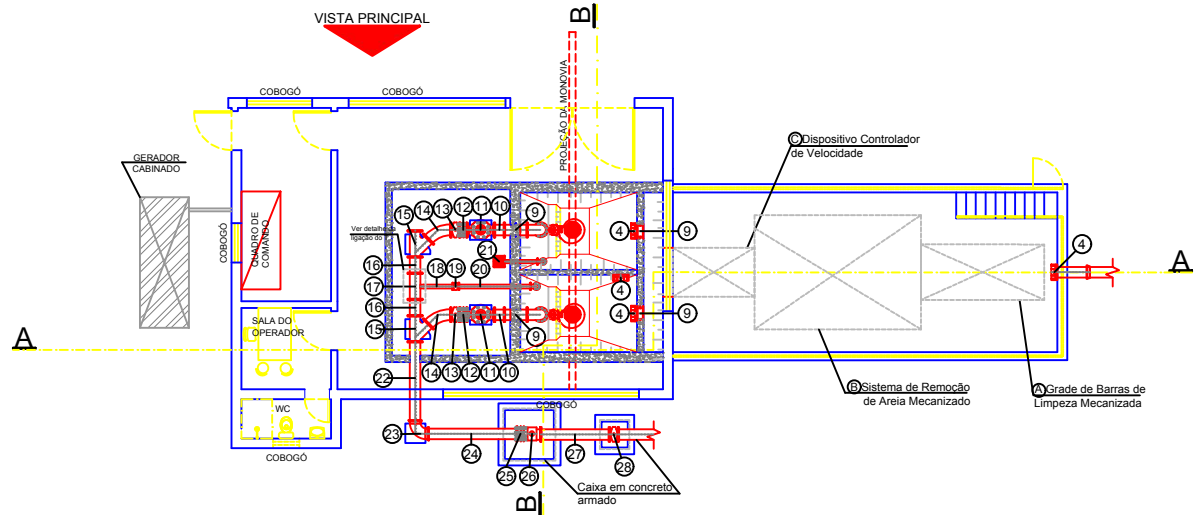 VISTA PRINCIPAL
B
COBOGÓ
COBOGÓ
PROJEÇÃO DA MONOVIA
C Dispositivo Controlador
de Velocidade
GERADOR
CABINADO
QUADRO DE
COMANDO
COBOGÓ
15
14
13
12
11
10
9
4
9
Ver detalhe da
ligação do
21
16
18
19
20
17
4
4
A
16
15
14
13
12
11
10
9
4
9
SALA DO
OPERADOR
A
22
B Sistema de Remoção
de Areia Mecanizado
A Grade de Barras de
Limpeza Mecanizada
WC
COBOGÓ
COBOGÓ
23
24
25
26
27
28
Caixa em concreto
armado
B